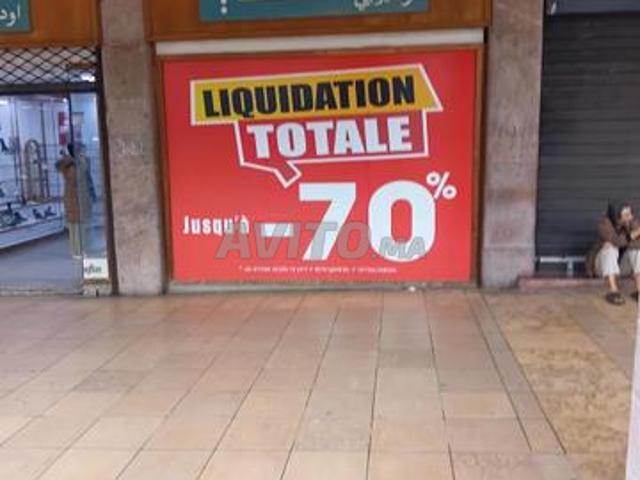 LIQUIDATION
TOTALE
Jusqu'à -70%
AVITO.MA